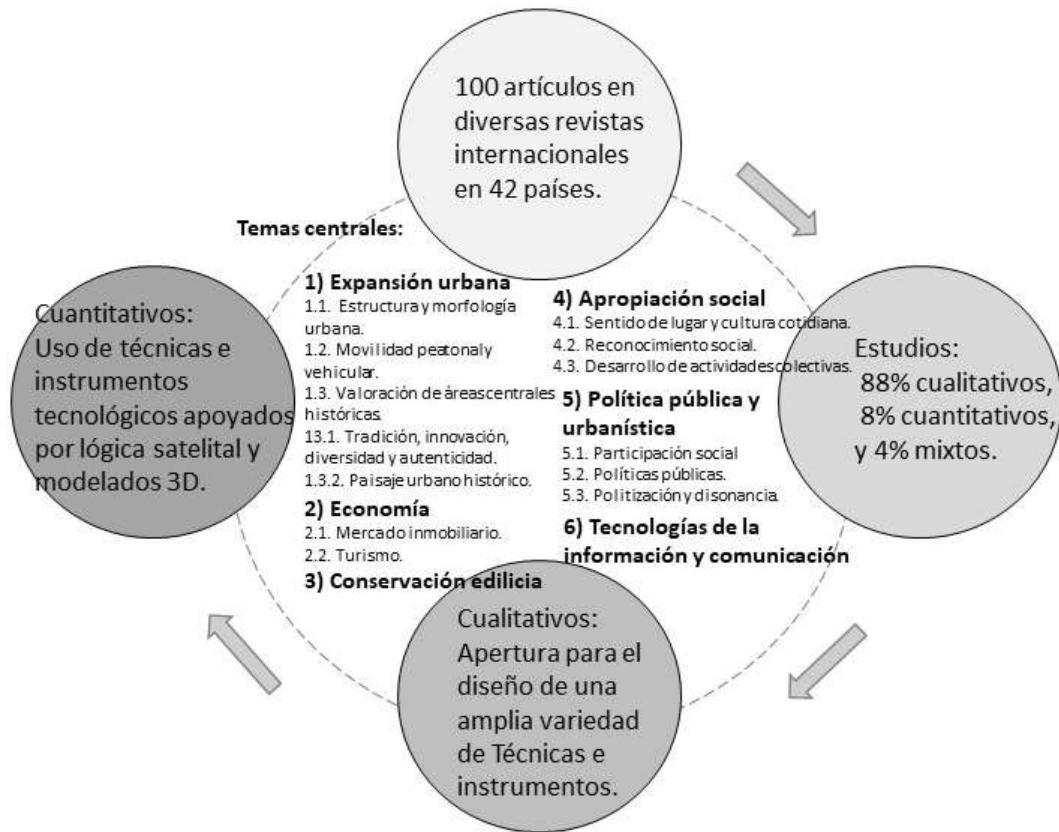 100 artículos en
diversas revistas
internacionales
en 42 países.
Temas centrales:
1) Expansión urbana
1.1. Estructura y morfología
urbana.
1.2. Movilidad peatonal y
vehicular.
1.3. Valoración de áreas centrales
históricas.
13.1. Tradición, innovación,
diversidad y autenticidad.
1.3.2. Paisaje urbano histórico.
2) Economía
2.1. Mercado inmobiliario.
2.2. Turismo.
3) Conservación edilicia
4) Apropiación social
4.1. Sentido de lugar y cultura cotidiana.
4.2. Reconocimiento social.
4.3. Desarrollo de actividades colectivas.
5) Política pública y
urbanística
5.1. Participación social
5.2. Políticas públicas.
5.3. Politización y disonancia.
6) Tecnologías de la
información y comunicación
Estudios:
88% cualitativos,
8% cuantitativos,
y 4% mixtos.
Cualitativos:
Apertura para el
diseño de una
amplia variedad
de Técnicas e
instrumentos.
Cuantitativos:
Uso de técnicas e
instrumentos
tecnológicos apoyados
por lógica satelital y
modelados 3D.